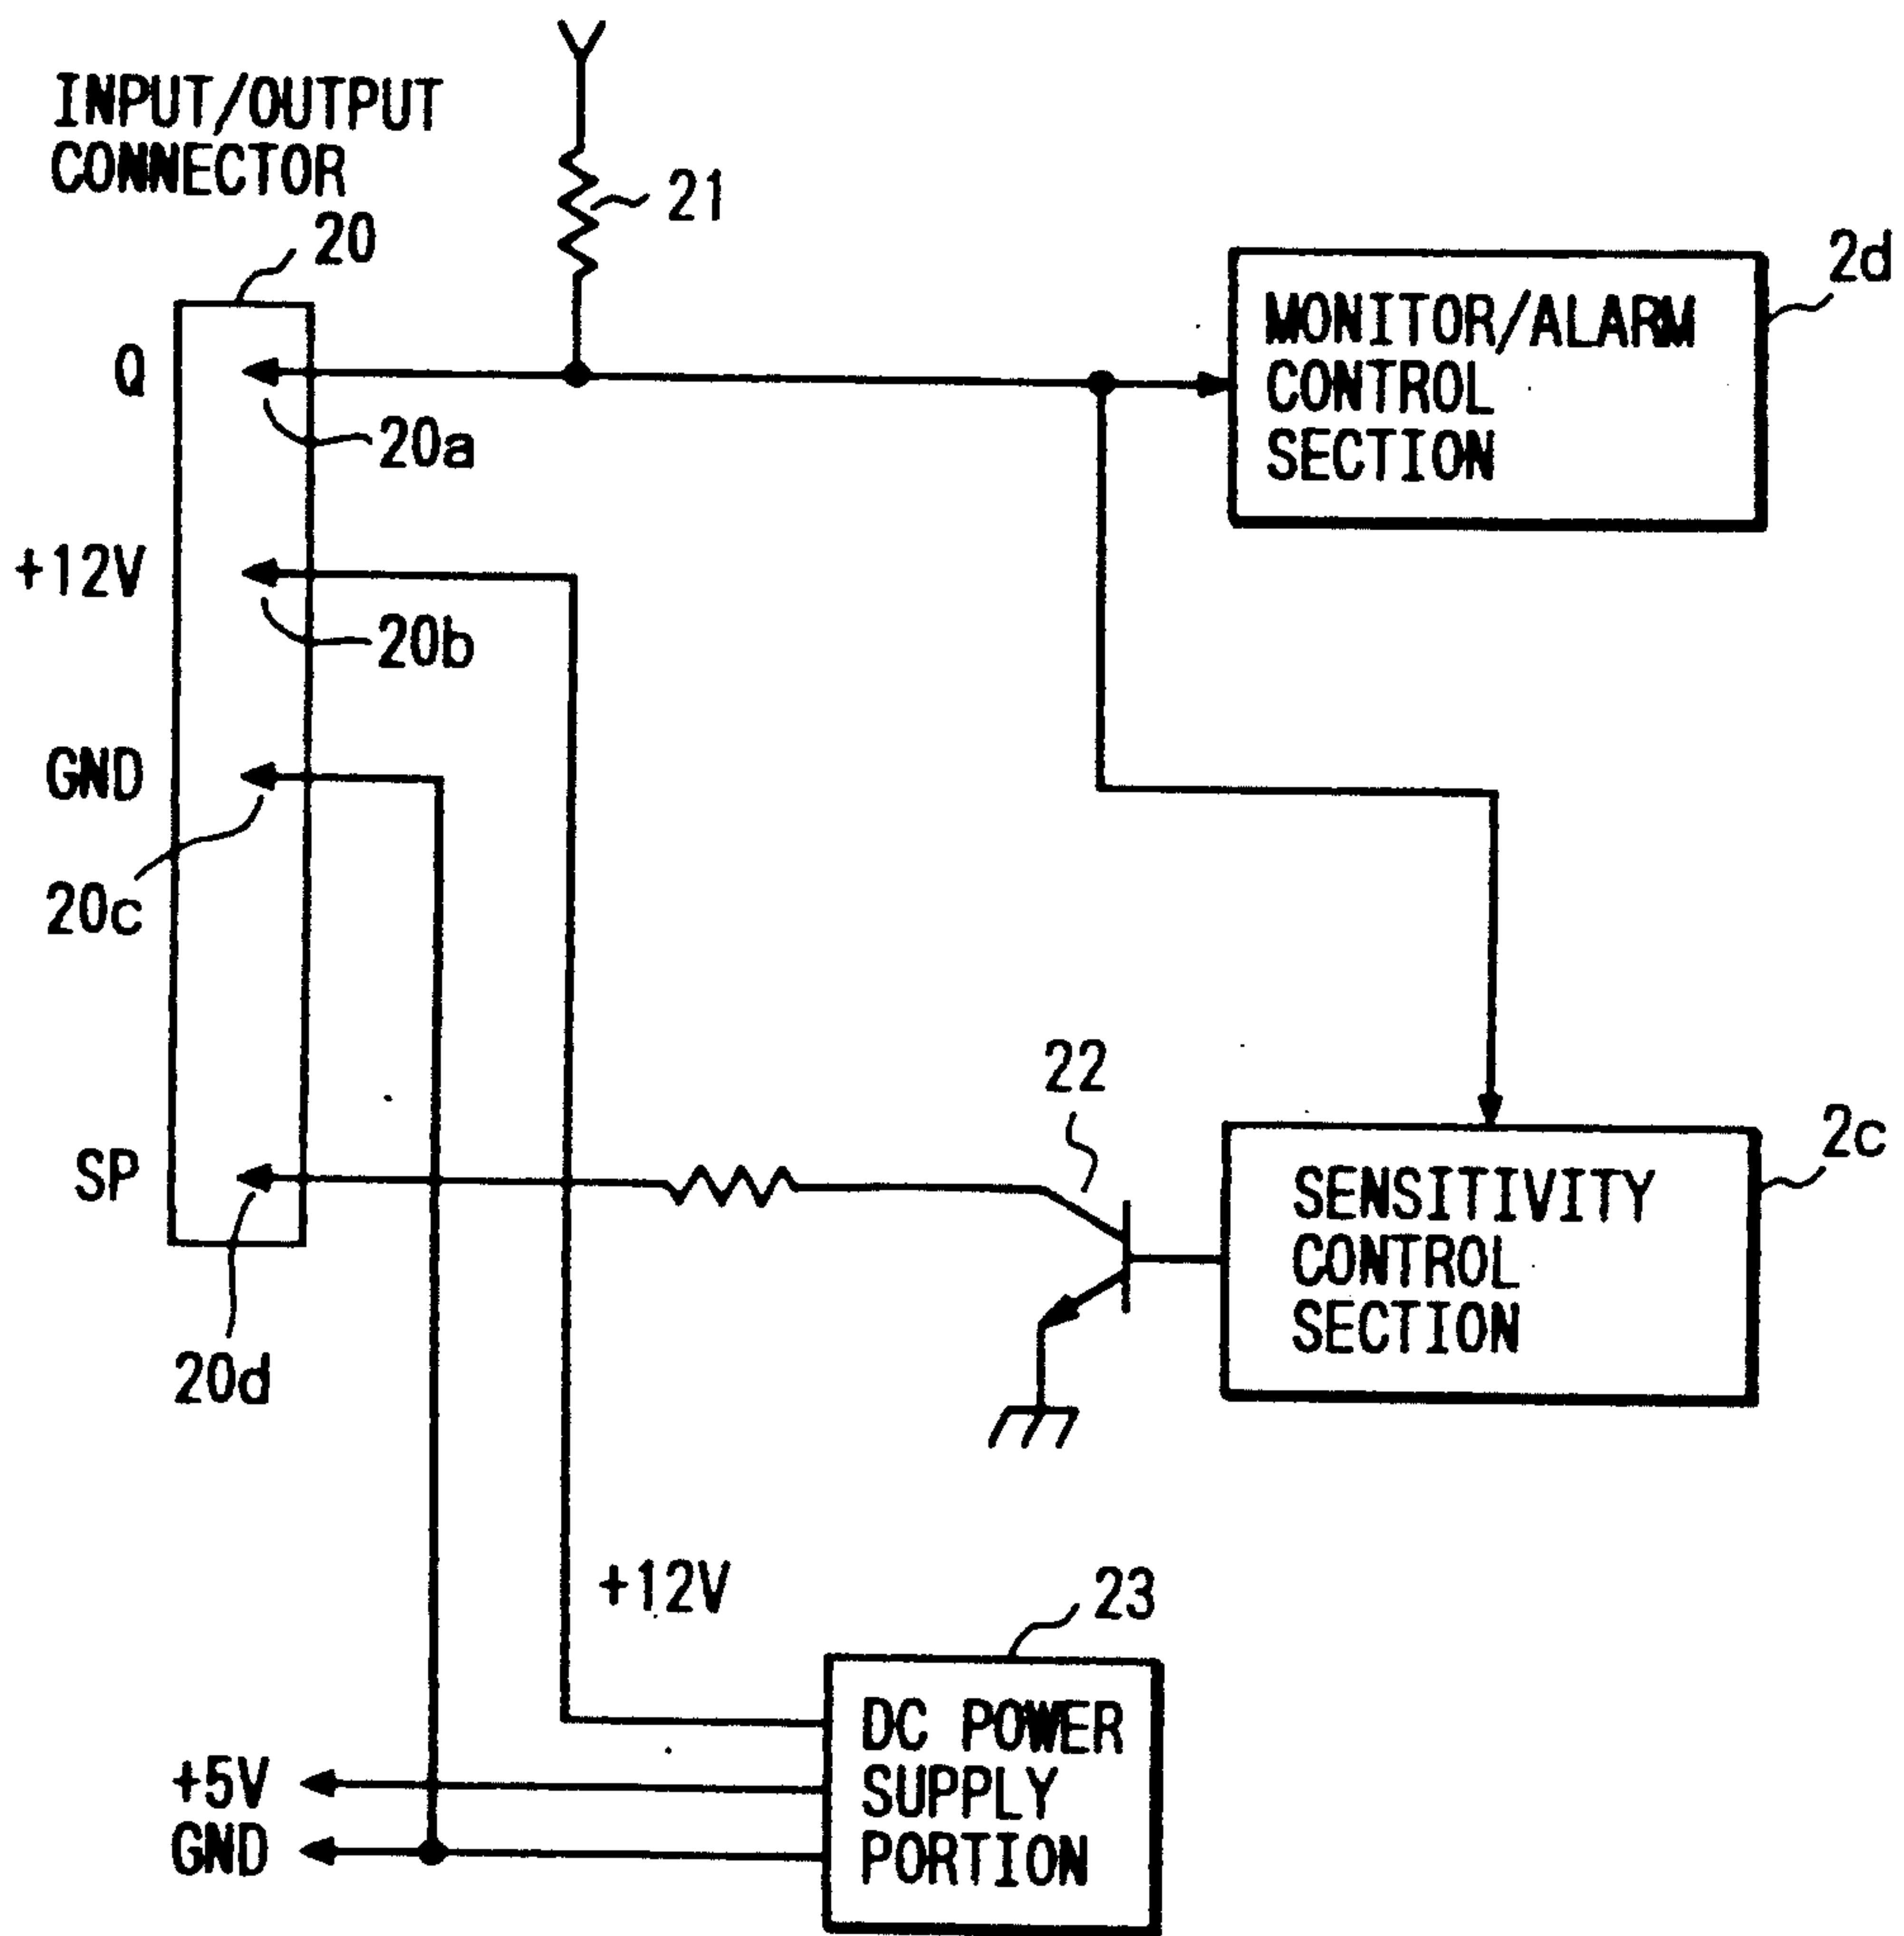 INPUT/OUTPUT
CONNECTOR
20
21
2d
MONITOR/ALARM
CONTROL
SECTION
Q
20a
+12V
20b
GND
20c
22
2c
SP
SENSITIVITY
CONTROL
SECTION
20d
+12V
23
DC POWER
SUPPLY
PORTION
+5V
GND